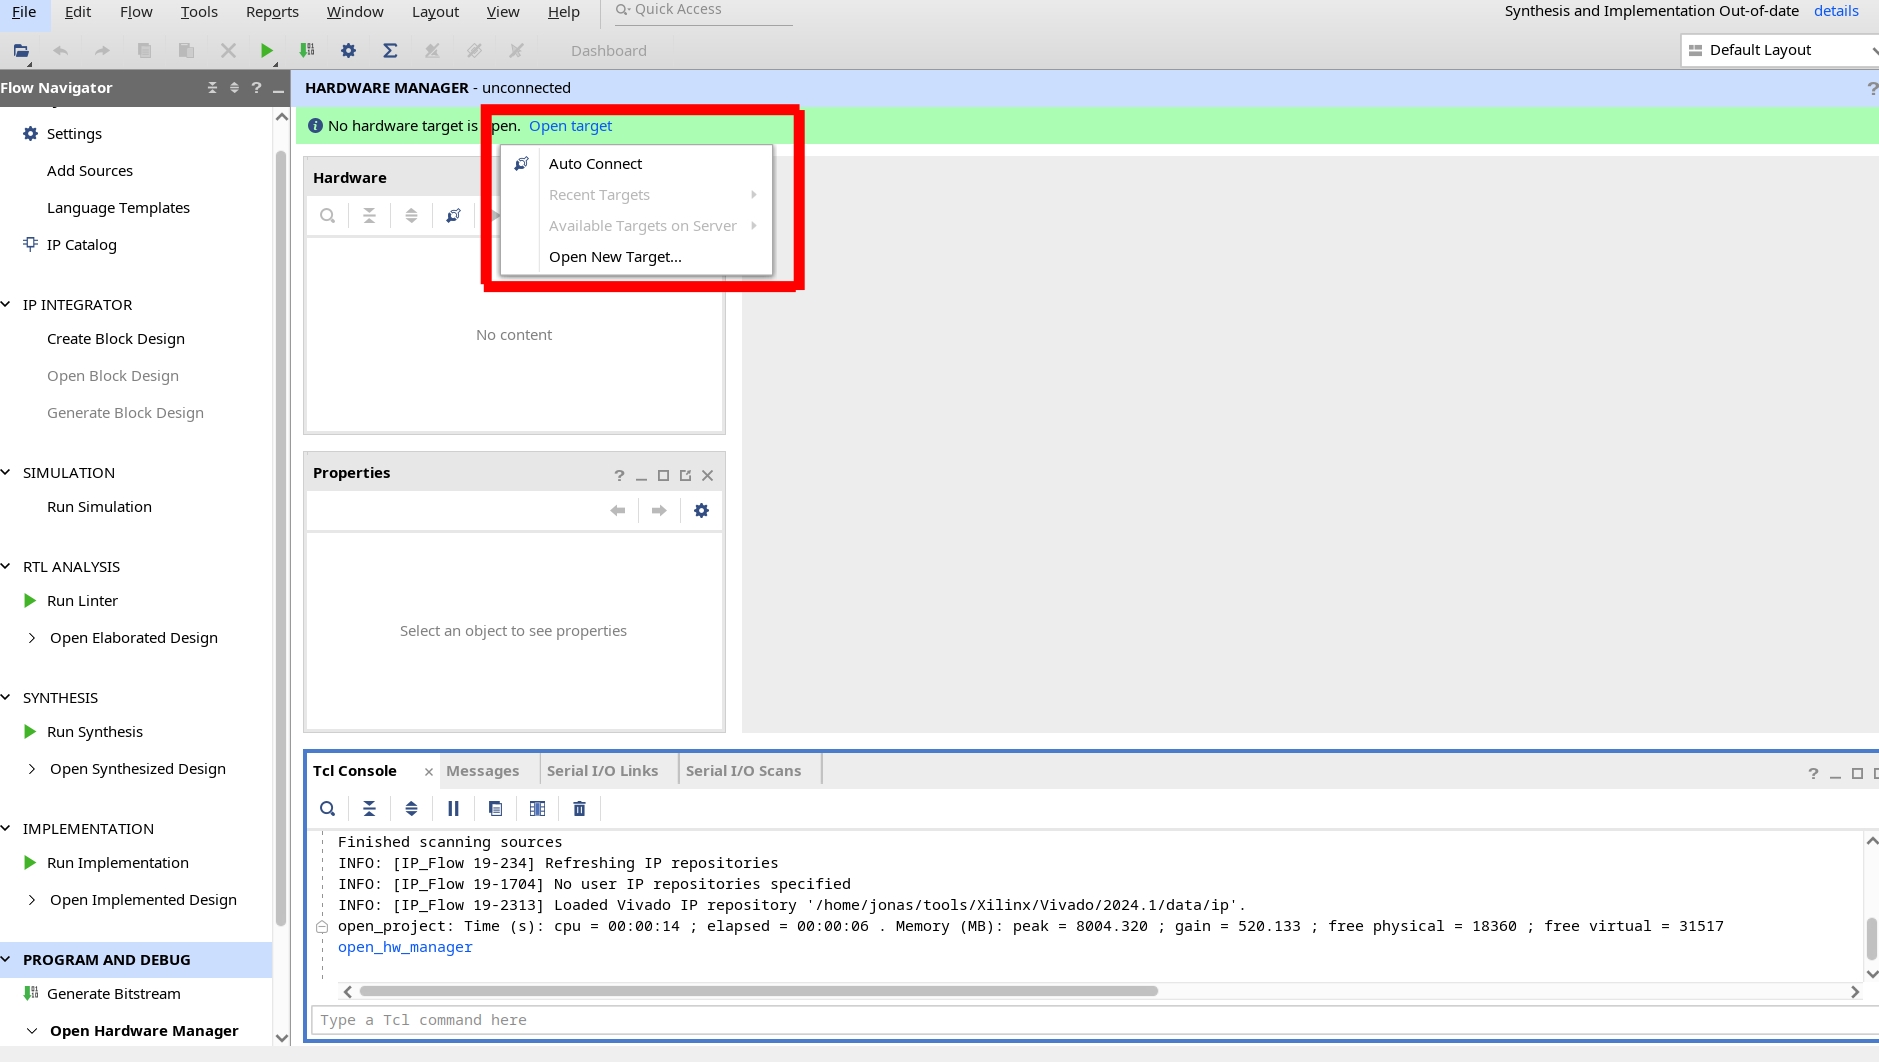 File Edit Flow Tools Reports Window Layout View Help Quick Access
Synthesis and Implementation Out-of-date details
Dashboard
Default Layout
Flow Navigator
Settings
Add Sources
Language Templates
IP Catalog
IP INTEGRATOR
Create Block Design
Open Block Design
Generate Block Design
SIMULATION
Run Simulation
RTL ANALYSIS
Run Linter
Open Elaborated Design
SYNTHESIS
Run Synthesis
Open Synthesized Design
IMPLEMENTATION
Run Implementation
Open Implemented Design
PROGRAM AND DEBUG
Generate Bitstream
Open Hardware Manager
HARDWARE MANAGER - unconnected
No hardware target is pen. Open target
Auto Connect
Recent Targets
Available Targets on Server
Open New Target...
Hardware
No content
Properties
Select an object to see properties
Tcl Console Messages Serial I/O Links Serial I/O Scans
Finished scanning sources
INFO: [IP_Flow 19-234] Refreshing IP repositories
INFO: [IP_Flow 19-1704] No user IP repositories specified
INFO: [IP_Flow 19-2313] Loaded Vivado IP repository '/home/jonas/tools/Xilinx/Vivado/2024.1/data/ip'.
open_project: Time (s): cpu = 00:00:14 ; elapsed = 00:00:06 . Memory (MB): peak = 8004.320 ; gain = 520.133 ; free physical = 18360 ; free virtual = 31517
open_hw_manager
Type a Tcl command here